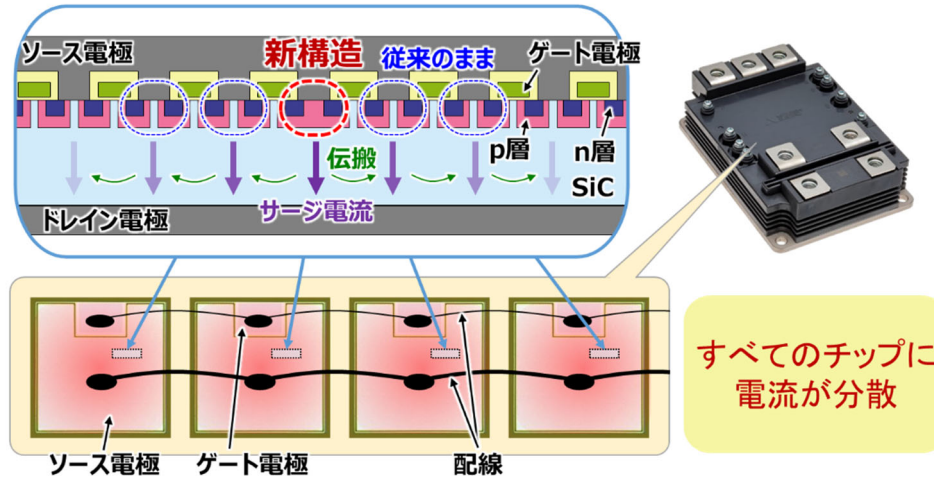 ソース電極
新構造
従来のまま
ゲート電極
伝搬
p層
n層
SiC
サージ電流
ドレイン電極
すべてのチップに
電流が分散
ソース電極
ゲート電極
配線